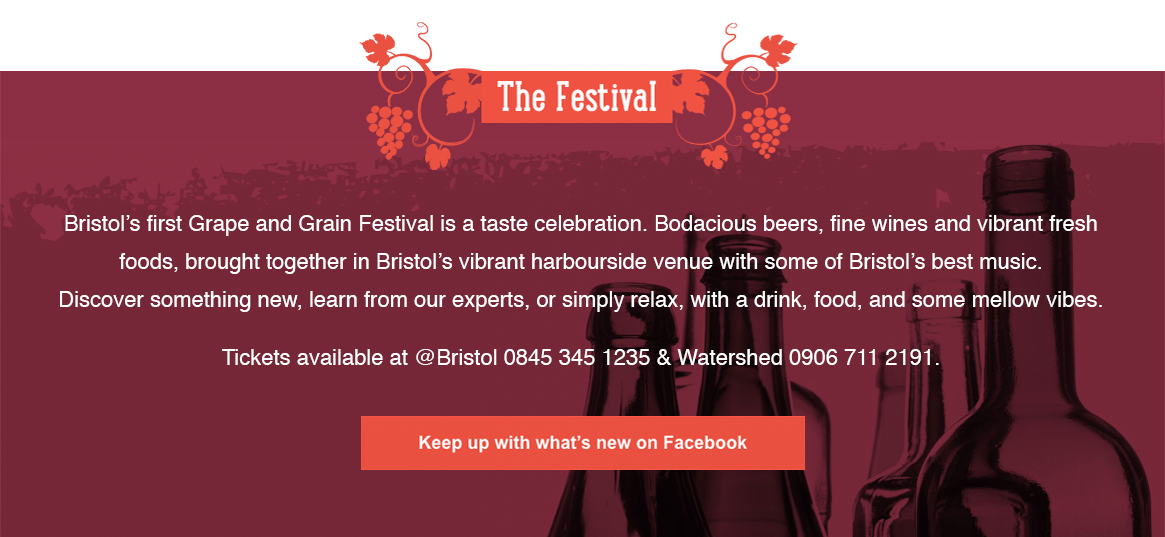 The Festival
Bristol’s first Grape and Grain Festival is a taste celebration. Bodacious beers, fine wines and vibrant fresh
foods, brought together in Bristol’s vibrant harbourside venue with some of Bristol’s best music.
Discover something new, learn from our experts, or simply relax, with a drink, food, and some mellow vibes.
Tickets available at @Bristol 0845 345 1235 & Watershed 0906 711 2191.
Keep up with what’s new on Facebook